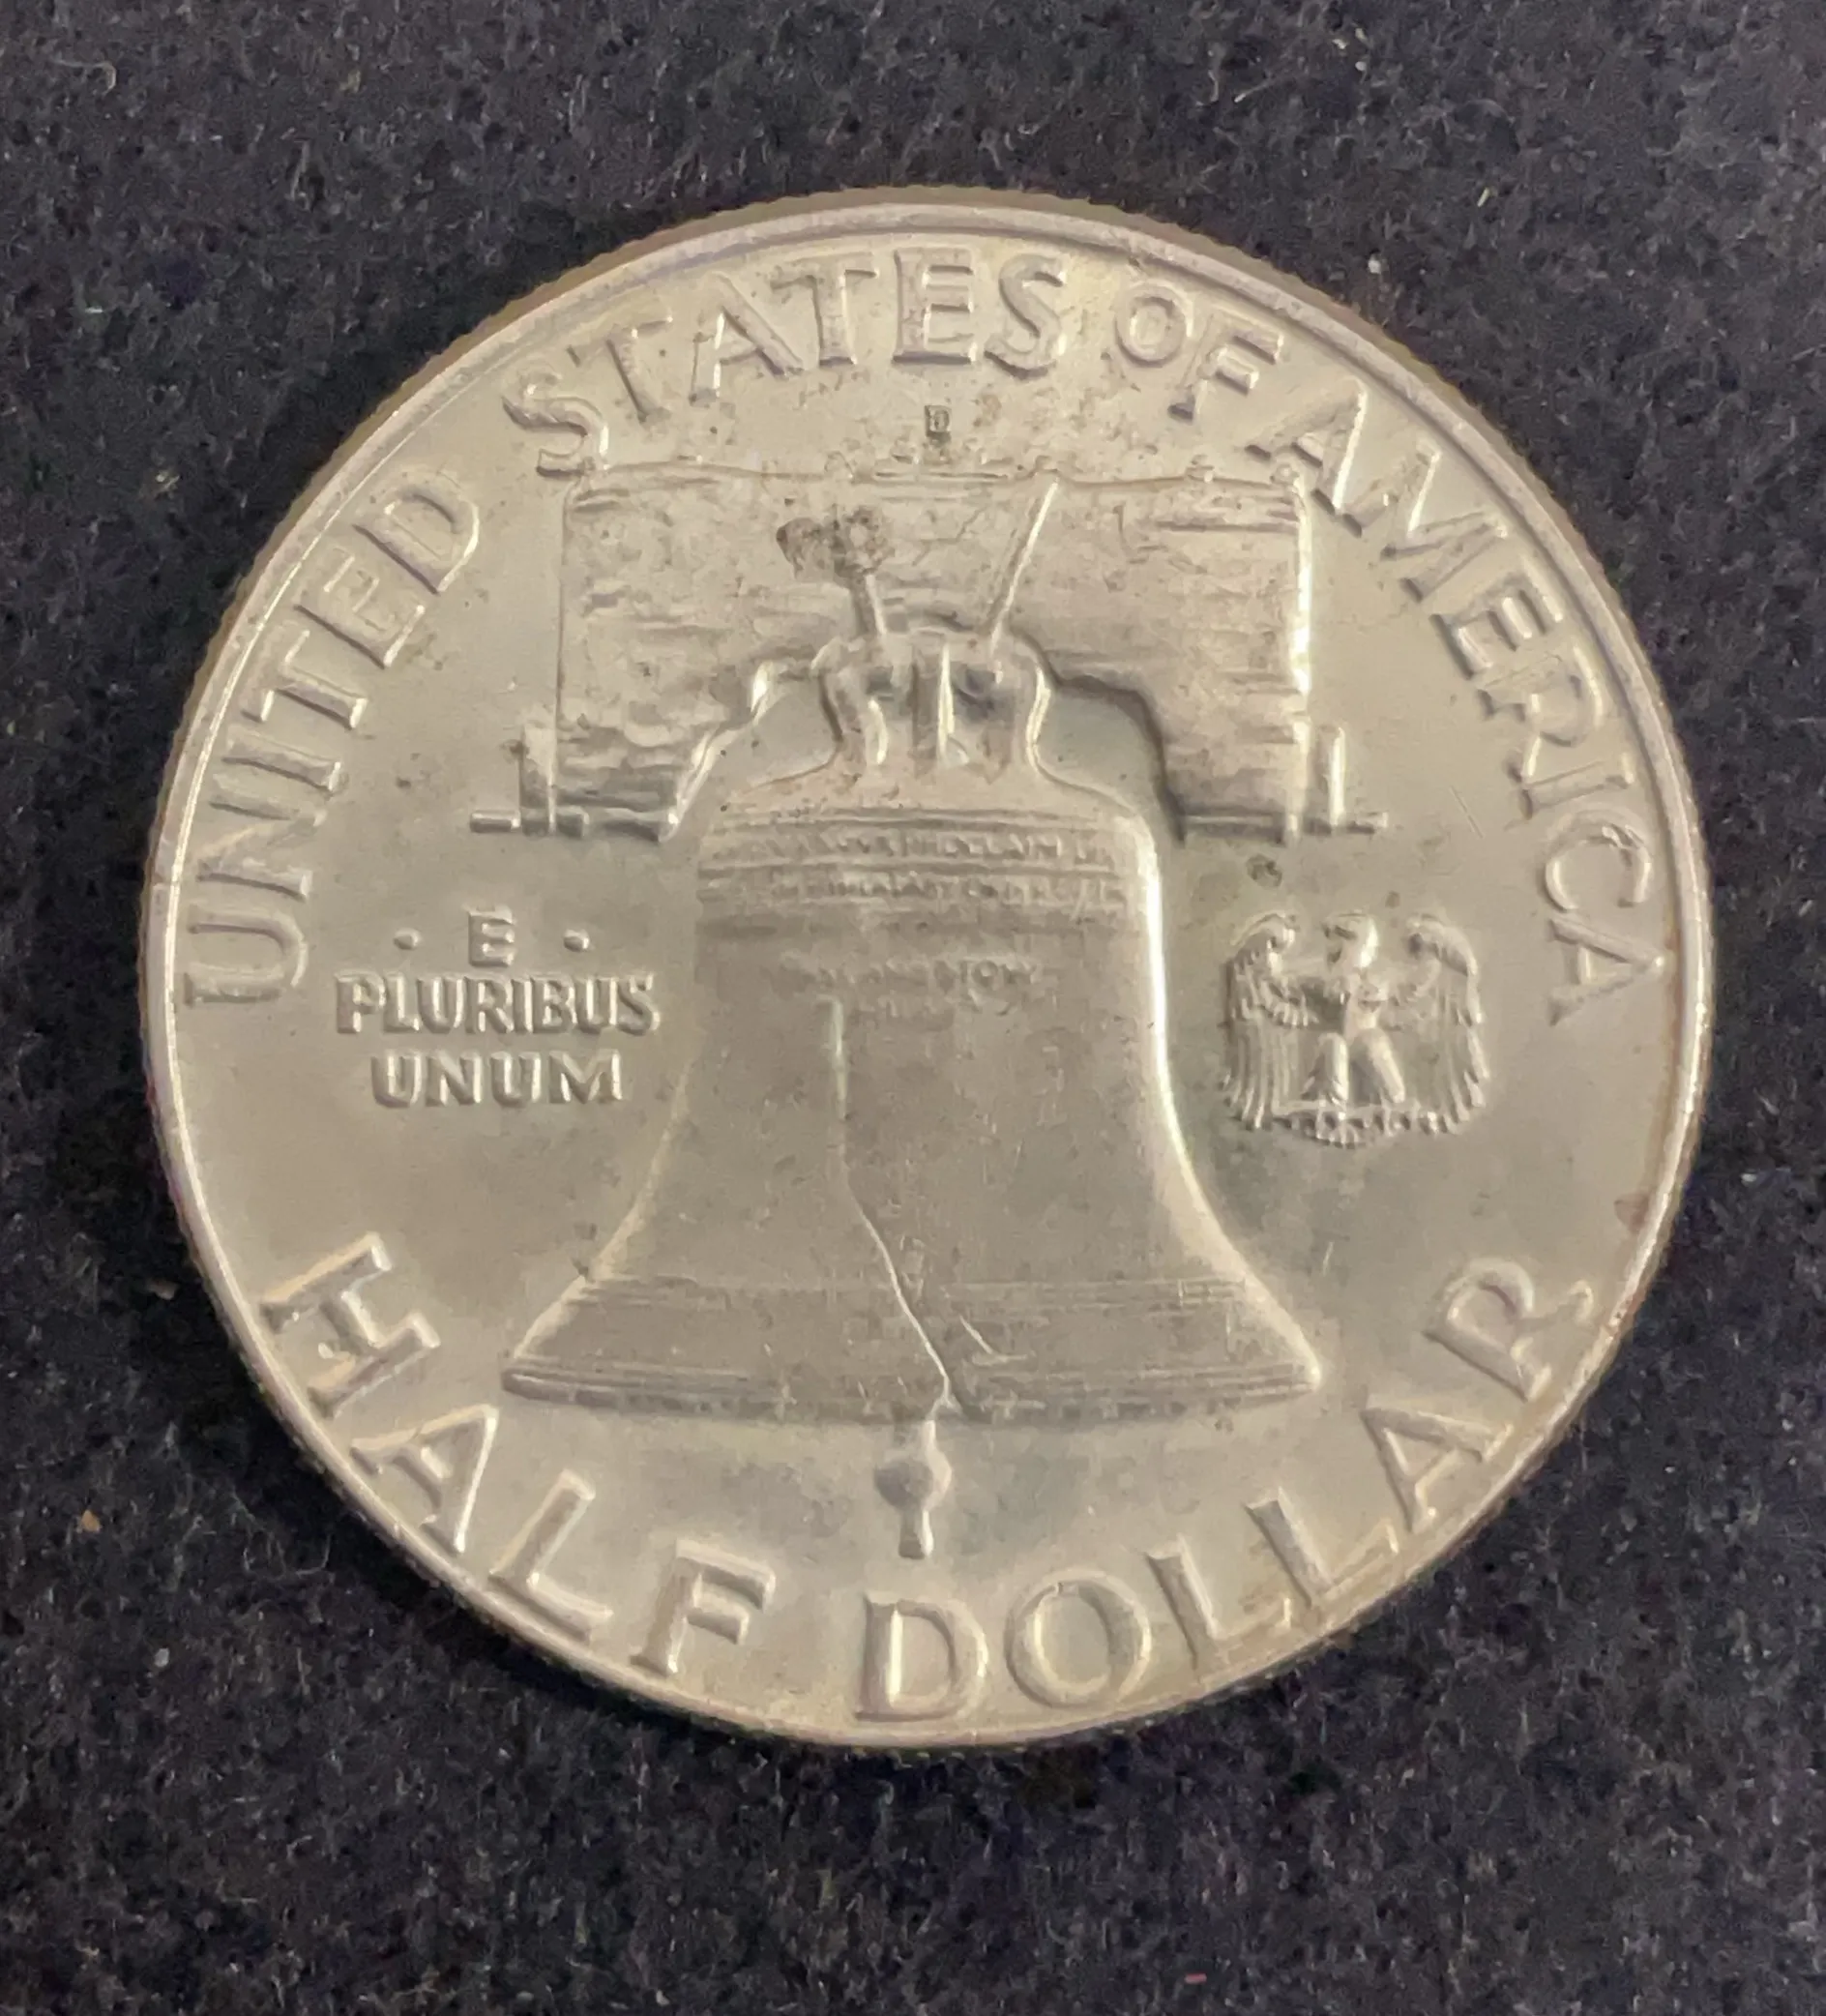 UNITED STATES OF AMERICA
D
· E ·
PLURIBUS
UNUM
HALF DOLLAR